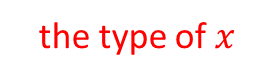 the type of 𝑥